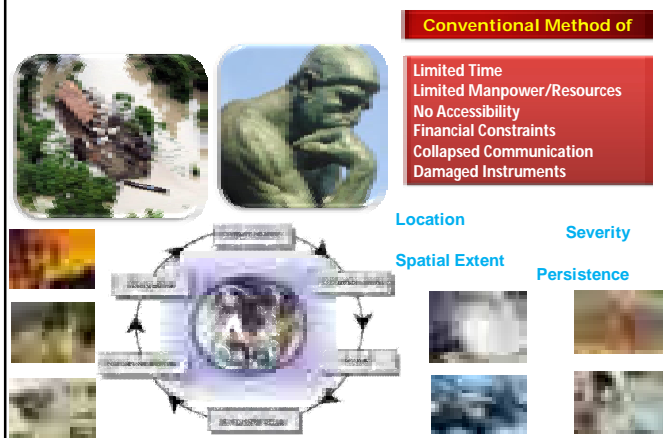 Conventional Method of
Limited Time
Limited Manpower/Resources
No Accessibility
Financial Constraints
Collapsed Communication
Damaged Instruments
Location
Severity
Spatial Extent
Persistence